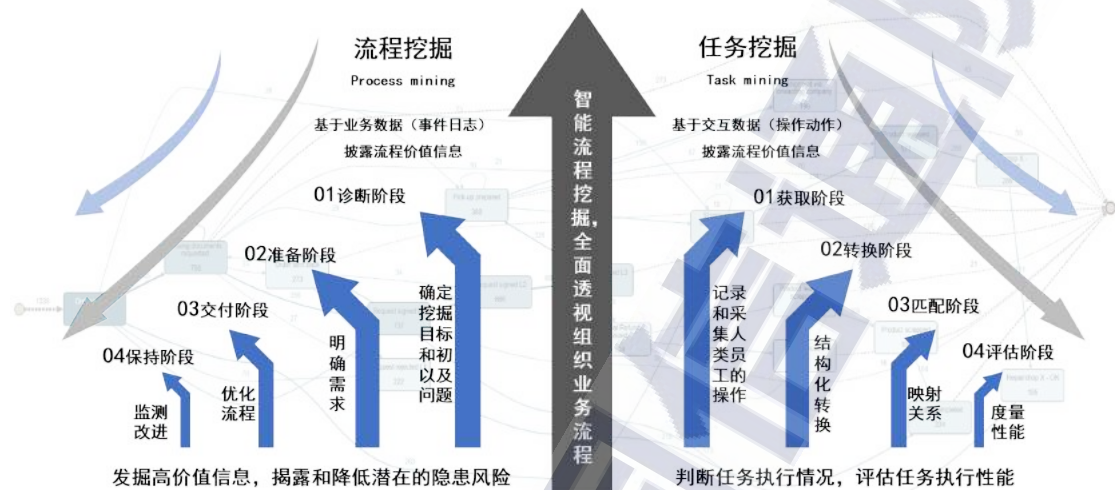 流程挖掘
Process mining
基于业务数据（事件日志）
披露流程价值信息
01诊断阶段
确定
挖掘
目标
和初
以及
问题
02准备阶段
明确需求
03交付阶段
优化
流程
04保持阶段
监测
改进
发掘高价值信息，揭露和降低潜在的隐患风险
智能流程挖掘，全面透视组织业务流程
任务挖掘
Task mining
基于交互数据（操作动作）
披露流程价值信息
01获取阶段
记录
和采
集人
类员
工的
操作
02转换阶段
结构化转换
03匹配阶段
映射
关系
04评估阶段
度量
性能
判断任务执行情况，评估任务执行性能